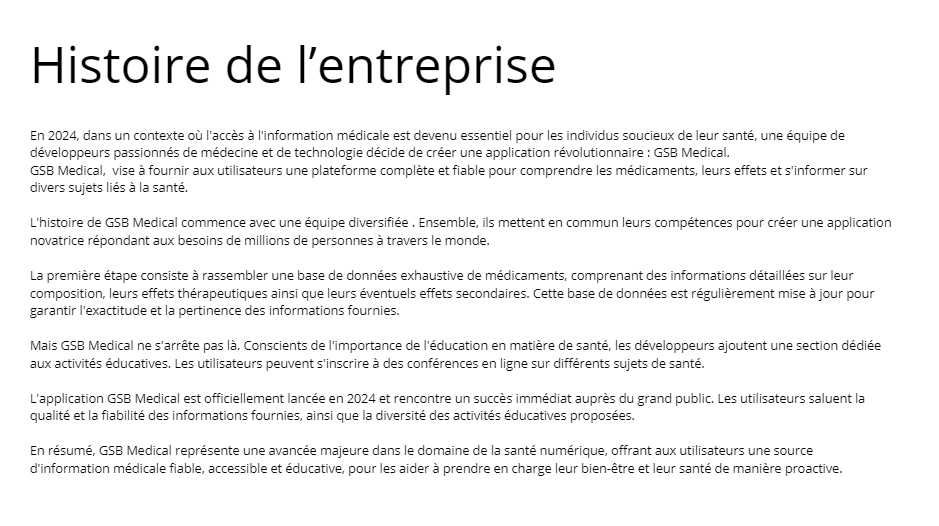 Histoire de l’entreprise
En 2024, dans un contexte où l'accès à l'information médicale est devenu essentiel pour les individus soucieux de leur santé, une équipe de
développeurs passionnés de médecine et de technologie décide de créer une application révolutionnaire : GSB Medical.
GSB Medical,  vise à fournir aux utilisateurs une plateforme complète et fiable pour comprendre les médicaments, leurs effets et s'informer sur
divers sujets liés à la santé.
L'histoire de GSB Medical commence avec une équipe diversifiée . Ensemble, ils mettent en commun leurs compétences pour créer une application
novatrice répondant aux besoins de millions de personnes à travers le monde.
La première étape consiste à rassembler une base de données exhaustive de médicaments, comprenant des informations détaillées sur leur
composition, leurs effets thérapeutiques ainsi que leurs éventuels effets secondaires. Cette base de données est régulièrement mise à jour pour
garantir l'exactitude et la pertinence des informations fournies.
Mais GSB Medical ne s'arrête pas là. Conscients de l'importance de l'éducation en matière de santé, les développeurs ajoutent une section dédiée
aux activités éducatives. Les utilisateurs peuvent s'inscrire à des conférences en ligne sur différents sujets de santé.
L'application GSB Medical est officiellement lancée en 2024 et rencontre un succès immédiat auprès du grand public. Les utilisateurs saluent la
qualité et la fiabilité des informations fournies, ainsi que la diversité des activités éducatives proposées.
En résumé, GSB Medical représente une avancée majeure dans le domaine de la santé numérique, offrant aux utilisateurs une source
d'information médicale fiable, accessible et éducative, pour les aider à prendre en charge leur bien-être et leur santé de manière proactive.